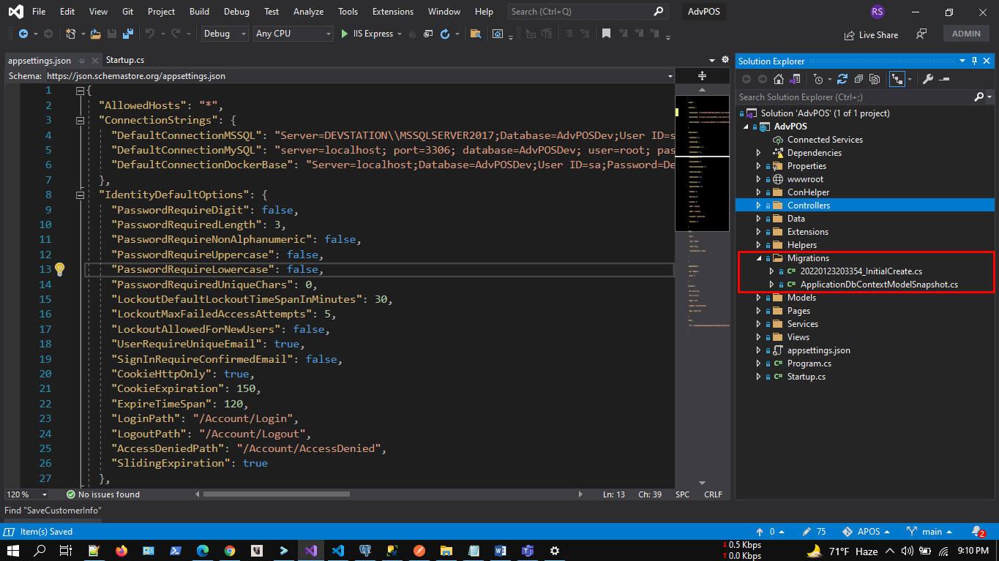 File Edit View Git Project Build Debug Test Analyze Tools Extensions Window Help Search (Ctrl+Q) AdvPOS RS
Debug Any CPU IIS Express Live Share ADMIN
appsettings.json Startup.cs
Schema: https://json.schemastore.org/appsettings.json
1 {
2 "AllowedHosts": "*",
3 "ConnectionStrings": {
4 "DefaultConnectionMSSQL": "Server=DEVSTATION\\MSSQLSERVER2017;Database=AdvPOSDev;User ID=s
5 "DefaultConnectionMySQL": "server=localhost; port=3306; database=AdvPOSDev; user=root; pas
6 "DefaultConnectionDockerBase": "Server=localhost;Database=AdvPOSDev;User ID=sa;Password=De
7 },
8 "IdentityDefaultOptions": {
9 "PasswordRequireDigit": false,
10 "PasswordRequiredLength": 3,
11 "PasswordRequireNonAlphanumeric": false,
12 "PasswordRequireUppercase": false,
13 "PasswordRequireLowercase": false,
14 "PasswordRequiredUniqueChars": 0,
15 "LockoutDefaultLockoutTimeSpanInMinutes": 30,
16 "LockoutMaxFailedAccessAttempts": 5,
17 "LockoutAllowedForNewUsers": false,
18 "UserRequireUniqueEmail": true,
19 "SignInRequireConfirmedEmail": false,
20 "CookieHttpOnly": true,
21 "CookieExpiration": 150,
22 "ExpireTimeSpan": 120,
23 "LoginPath": "/Account/Login",
24 "LogoutPath": "/Account/Logout",
25 "AccessDeniedPath": "/Account/AccessDenied",
26 "SlidingExpiration": true
27 },
120 % No issues found Ln: 13 Ch: 39 SPC CRLF
Solution Explorer
Search Solution Explorer (Ctrl+;)
Solution 'AdvPOS' (1 of 1 project)
AdvPOS
Connected Services
Dependencies
Properties
wwwroot
ConHelper
Controllers
Data
Extensions
Helpers
Migrations
C# 20220123203354_InitialCreate.cs
C# ApplicationDbContextModelSnapshot.cs
Models
Pages
Services
Views
appsettings.json
C# Program.cs
C# Startup.cs
Find "SaveCustomerInfo"
Item(s) Saved 0 75 APOS main 2
0.5 Kbps
0.0 Kbps
71°F Haze 9:10 PM